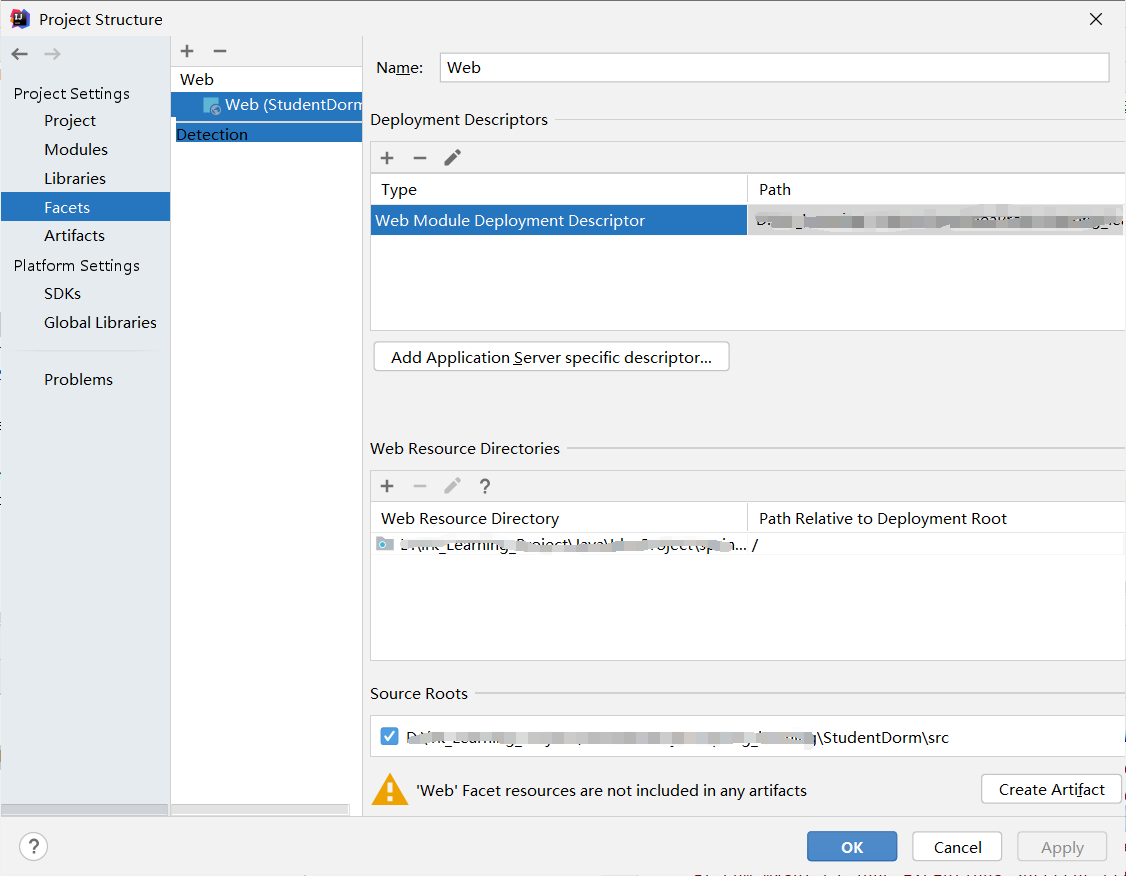 Project Structure
Project Settings
Project
Modules
Libraries
Facets
Artifacts
Platform Settings
SDKs
Global Libraries
Problems
Web
Web (StudentDorm
Detection
Name: Web
Deployment Descriptors
Type Path
Web Module Deployment Descriptor
Add Application Server specific descriptor...
Web Resource Directories
?
Web Resource Directory Path Relative to Deployment Root
... /
Source Roots
\StudentDorm\src
'Web' Facet resources are not included in any artifacts
Create Artifact
? OK Cancel Apply